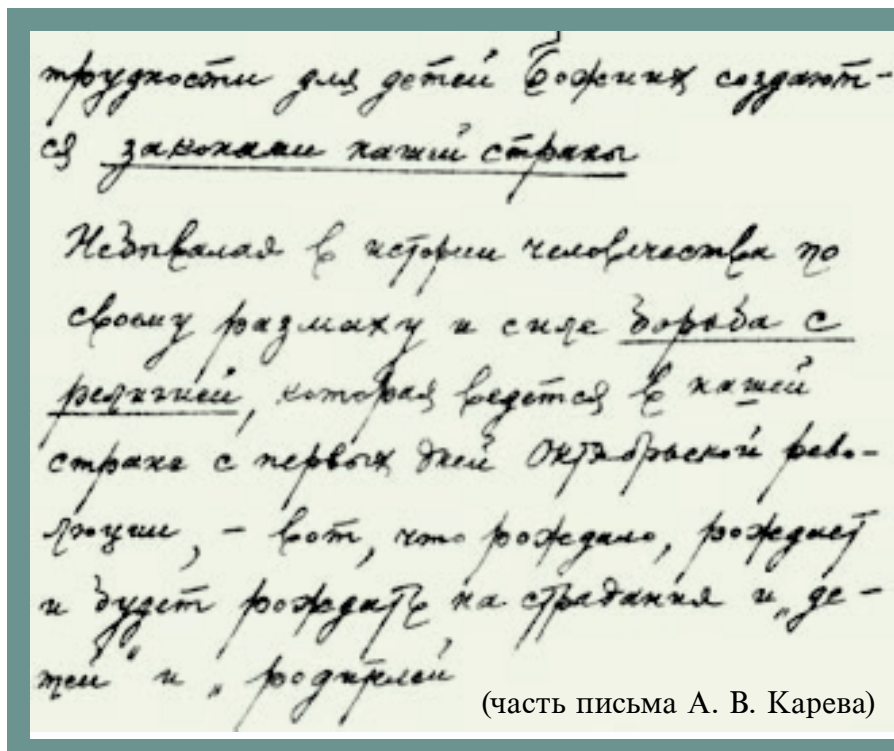 трудности для детей Божиих создают-
ся законами нашей страны
Небывалая в истории человечества по
своему размаху и силе борьба с
религией, которая ведется в нашей
стране с первых дней Октябрьской рево-
люции, - вот, что рождало, рождает
и будет рождать на страдания и „де-
тей" и „родителей
(часть письма А. В. Карева)